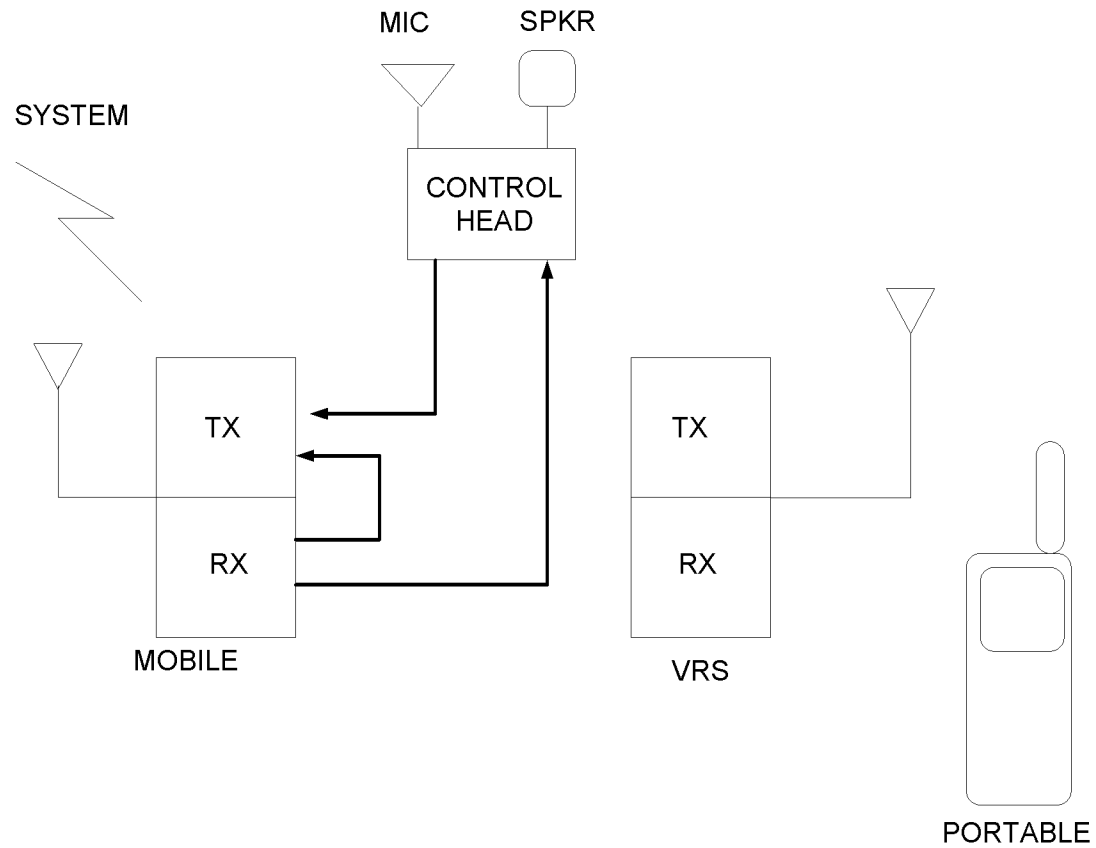 MIC
SPKR
SYSTEM
CONTROL
HEAD
TX
TX
RX
RX
MOBILE
VRS
PORTABLE